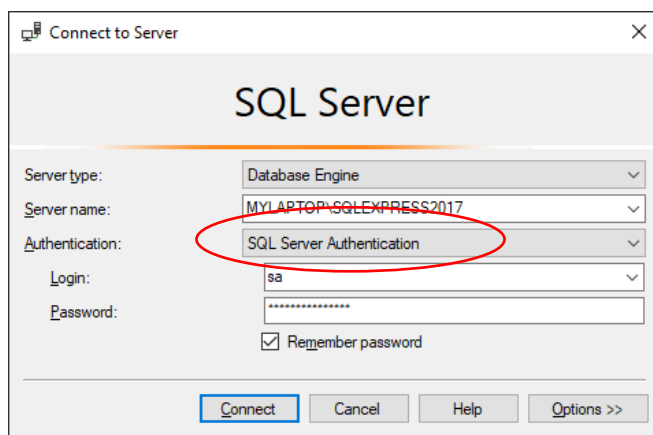 Connect to Server
SQL Server
Server type: Database Engine
Server name: MYLAPTOP\SQLEXPRESS2017
Authentication: SQL Server Authentication
Login: sa
Password: ***************
Remember password
Connect Cancel Help Options >>